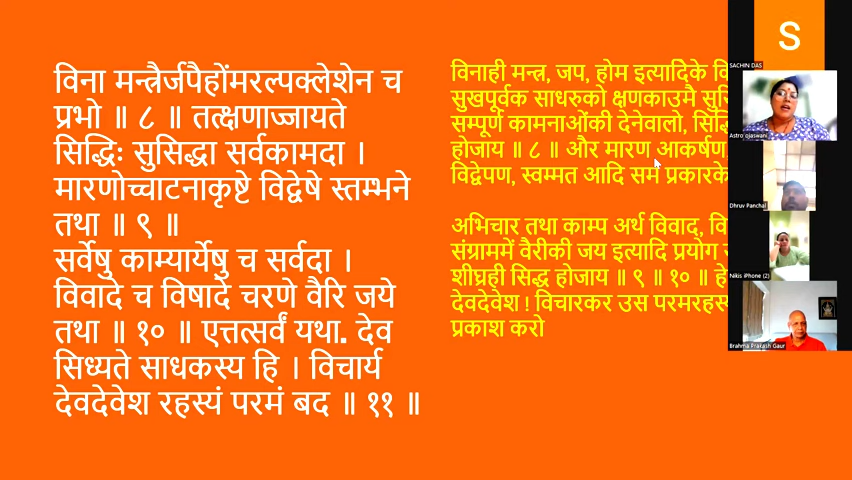 विना मन्त्रैर्जपैहोंमरल्पक्लेशेन च
प्रभो ॥ ८ ॥ तत्क्षणाज्जायते
सिद्धिः सुसिद्धा सर्वकामदा ।
मारणोच्चाटनाकृष्टे विद्वेषे स्तम्भने
तथा ॥ ९ ॥
सर्वेषु काम्यार्येषु च सर्वदा ।
विवादे च विषादे चरणे वैरि जये
तथा ॥ १० ॥ एत्तत्सर्वं यथा. देव
सिध्यते साधकस्य हि । विचार्य
देवदेवेश रहस्यं परमं बद ॥ ११ ॥
विनाही मन्त्र, जप, होम इत्यादिके वि
सुखपूर्वक साधरुको क्षणकाउमै सुसि
सम्पूर्ण कामनाओंकी देनेवालो, सिद्धि
होजाय ॥ ८ ॥ और मारण आकर्षण,
विद्वेपण, स्वम्मत आदि सम प्रकारके
अभिचार तथा काम्प अर्थ विवाद, वि
संग्राममें वैरीकी जय इत्यादि प्रयोग
शीघ्रही सिद्ध होजाय ॥ ९ ॥ १० ॥ हे
देवदेवेश ! विचारकर उस परमरहस्
प्रकाश करो
S
SACHIN DAS
Astro ojaswani
Dhruv Panchal
Nikis iPhone (2)
Brahma Prakash Gaur